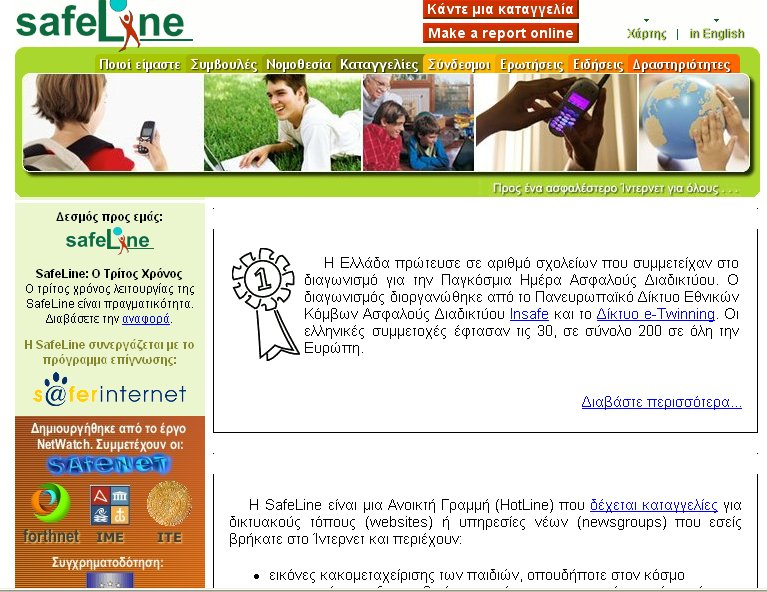 safeLine
Κάντε μια καταγγελία
Make a report online
Χάρτης | in English
Ποιοί είμαστε Συμβουλές Νομοθεσία Καταγγελίες Σύνδεσμοι Ερωτήσεις Ειδήσεις Δραστηριότητες
Προς ένα ασφαλέστερο Ίντερνετ για όλους . . .
Δεσμός προς εμάς:
safeLine
SafeLine: Ο Τρίτος Χρόνος
Ο τρίτος χρόνος λειτουργίας της
SafeLine είναι πραγματικότητα.
Διαβάσετε την αναφορά.
Η SafeLine συνεργάζεται με το
πρόγραμμα επίγνωσης:
s@ferinternet
Δημιουργήθηκε από το έργο
NetWatch. Συμμετέχουν οι:
SAFENET
forthnet ΙΜΕ ΙΤΕ
Συγχρηματοδότηση:
1
Η Ελλάδα πρώτευσε σε αριθμό σχολείων που συμμετείχαν στο
διαγωνισμό για την Παγκόσμια Ημέρα Ασφαλούς Διαδικτύου. Ο
διαγωνισμός διοργανώθηκε από το Πανευρωπαϊκό Δίκτυο Εθνικών
Κόμβων Ασφαλούς Διαδικτύου Insafe και το Δίκτυο e-Twinning. Οι
ελληνικές συμμετοχές έφτασαν τις 30, σε σύνολο 200 σε όλη την
Ευρώπη.
Διαβάστε περισσότερα...
Η SafeLine είναι μια Ανοικτή Γραμμή (HotLine) που δέχεται καταγγελίες για
δικτυακούς τόπους (websites) ή υπηρεσίες νέων (newsgroups) που εσείς
βρήκατε στο Ίντερνετ και περιέχουν:
• εικόνες κακομεταχείρισης των παιδιών, οπουδήποτε στον κόσμο